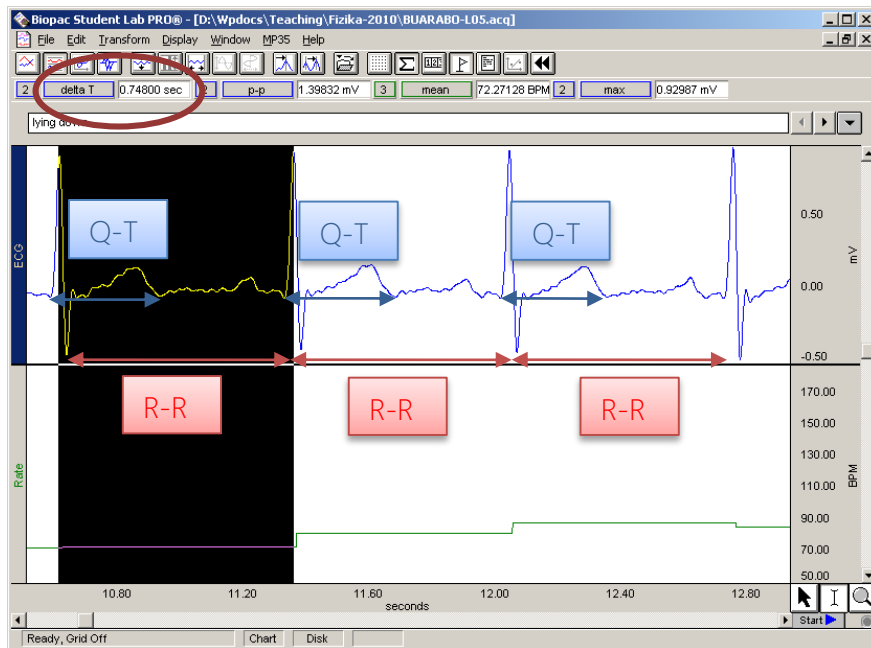 Biopac Student Lab PRO® - [D:\Wpdocs\Teaching\Fizika-2010\BUARABO-L05.acq]
File Edit Transform Display Window MP35 Help
2 delta T 0.74800 sec 2 p-p 1.39832 mV 3 mean 72.27128 BPM 2 max 0.92987 mV
lying down
ECG
Q-T Q-T Q-T
0.50
0.00
-0.50
mV
R-R R-R R-R
Rate
170.00
150.00
130.00
110.00
90.00
70.00
50.00
BPM
10.80 11.20 11.60 12.00 12.40 12.80
seconds
Start
Ready, Grid Off Chart Disk